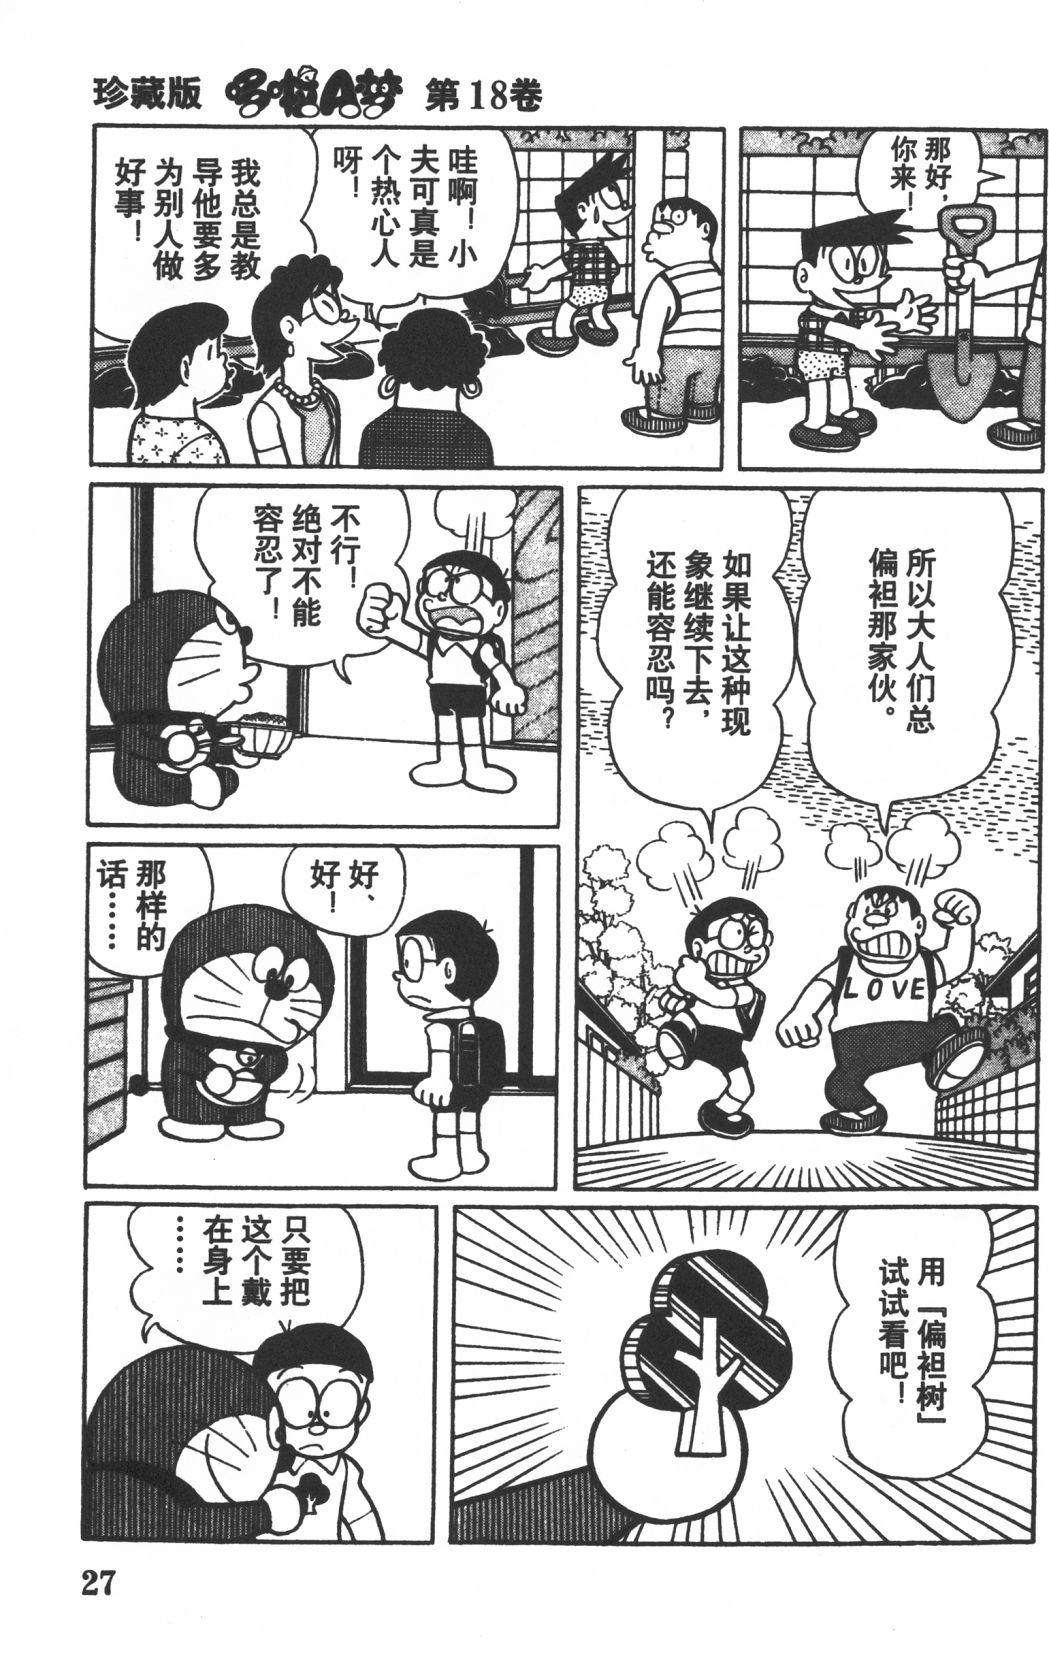 珍藏版 哆啦A梦 第18卷
那好，
你来！
哇啊！小
夫可真是
个热心人
呀！
我总是教
导他要多
为别人做
好事！
所以大人们总
偏袒那家伙。
如果让这种现
象继续下去，
还能容忍吗？
LOVE
不行！
绝对不能
容忍了！
好、
好！
那样的
话……
用『偏袒树』
试试看吧！
只要把
这个戴
在身上
……
27